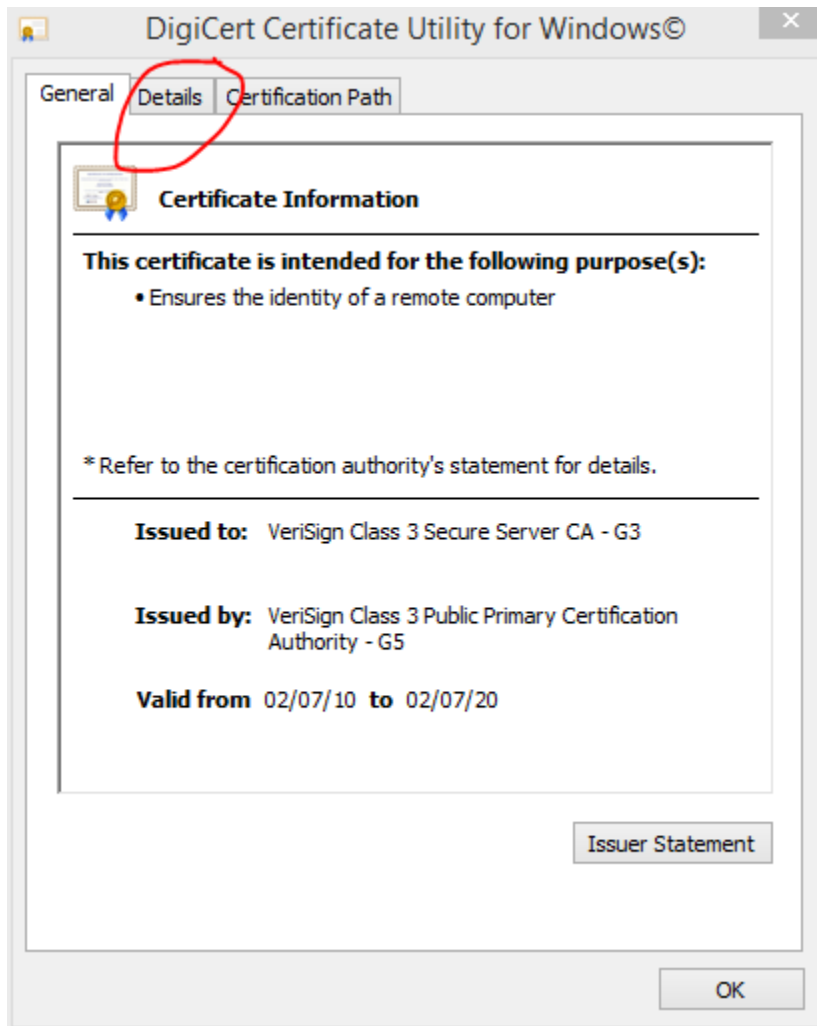 DigiCert Certificate Utility for Windows©
General Details Certification Path
Certificate Information
This certificate is intended for the following purpose(s):
• Ensures the identity of a remote computer
* Refer to the certification authority's statement for details.
Issued to: VeriSign Class 3 Secure Server CA - G3
Issued by: VeriSign Class 3 Public Primary Certification
Authority - G5
Valid from 02/07/10 to 02/07/20
Issuer Statement
OK